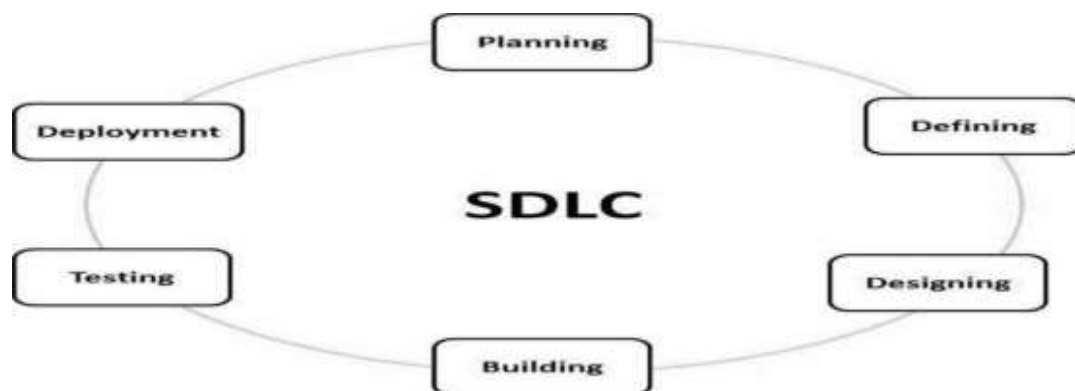 Planning
Deployment
Defining
SDLC
Testing
Designing
Building